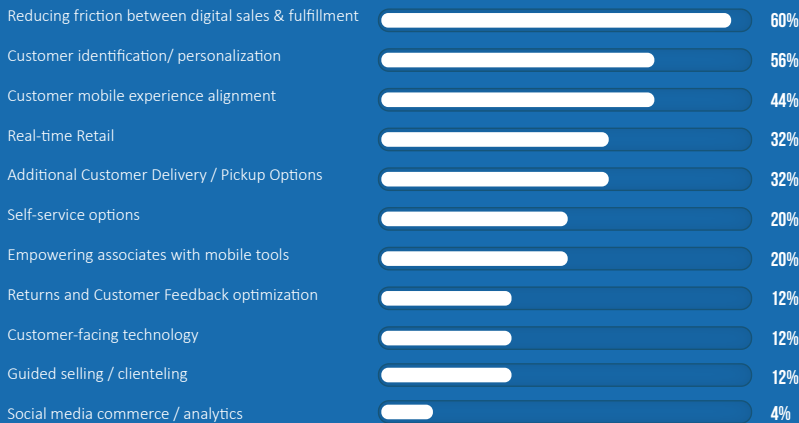 Reducing friction between digital sales & fulfillment 60%
Customer identification/ personalization 56%
Customer mobile experience alignment 44%
Real-time Retail 32%
Additional Customer Delivery / Pickup Options 32%
Self-service options 20%
Empowering associates with mobile tools 20%
Returns and Customer Feedback optimization 12%
Customer-facing technology 12%
Guided selling / clienteling 12%
Social media commerce / analytics 4%